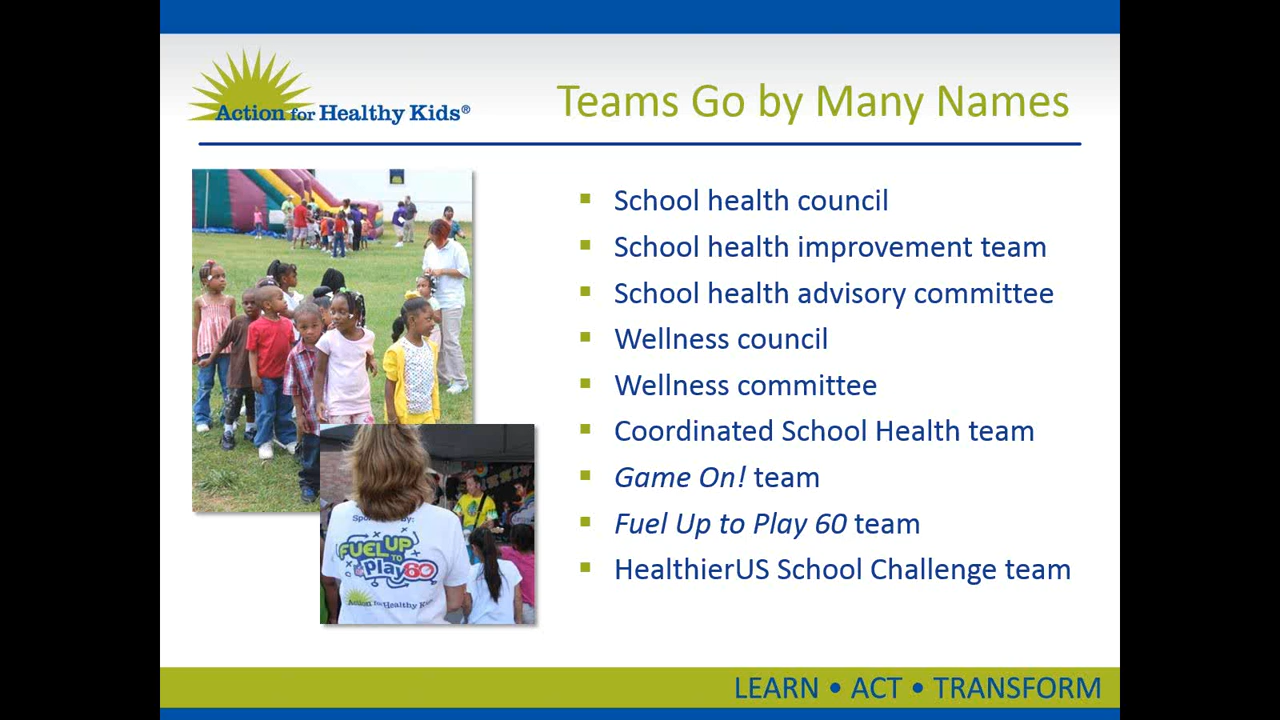 Action for Healthy Kids®
Teams Go by Many Names
School health council
School health improvement team
School health advisory committee
Wellness council
Wellness committee
Coordinated School Health team
Game On! team
Fuel Up to Play 60 team
HealthierUS School Challenge team
by:
FUEL UP
TO
Play 60
Action for Healthy Kids
LEARN • ACT • TRANSFORM